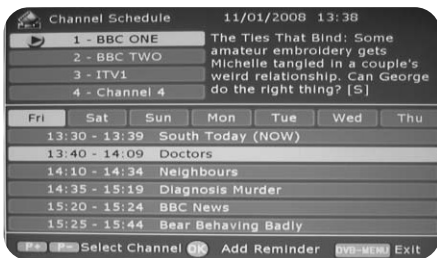 Channel Schedule 11/01/2008 13:38
1 - BBC ONE
2 - BBC TWO
3 - ITV1
4 - Channel 4
The Ties That Bind: Some
amateur embroidery gets
Michelle tangled in a couple's
weird relationship. Can George
do the right thing? [S]
Fri Sat Sun Mon Tue Wed Thu
13:30 - 13:39 South Today (NOW)
13:40 - 14:09 Doctors
14:10 - 14:34 Neighbours
14:35 - 15:19 Diagnosis Murder
15:20 - 15:24 BBC News
15:25 - 15:44 Bear Behaving Badly
P+ P- Select Channel OK Add Reminder DVB-MENU Exit